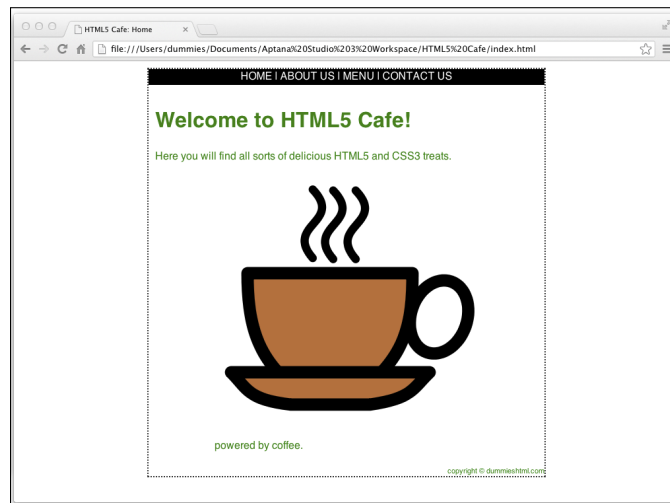 HTML5 Cafe: Home
file:///Users/dummies/Documents/Aptana%20Studio%203%20Workspace/HTML5%20Cafe/index.html
HOME | ABOUT US | MENU | CONTACT US
Welcome to HTML5 Cafe!
Here you will find all sorts of delicious HTML5 and CSS3 treats.
powered by coffee.
copyright © dummieshtml.com